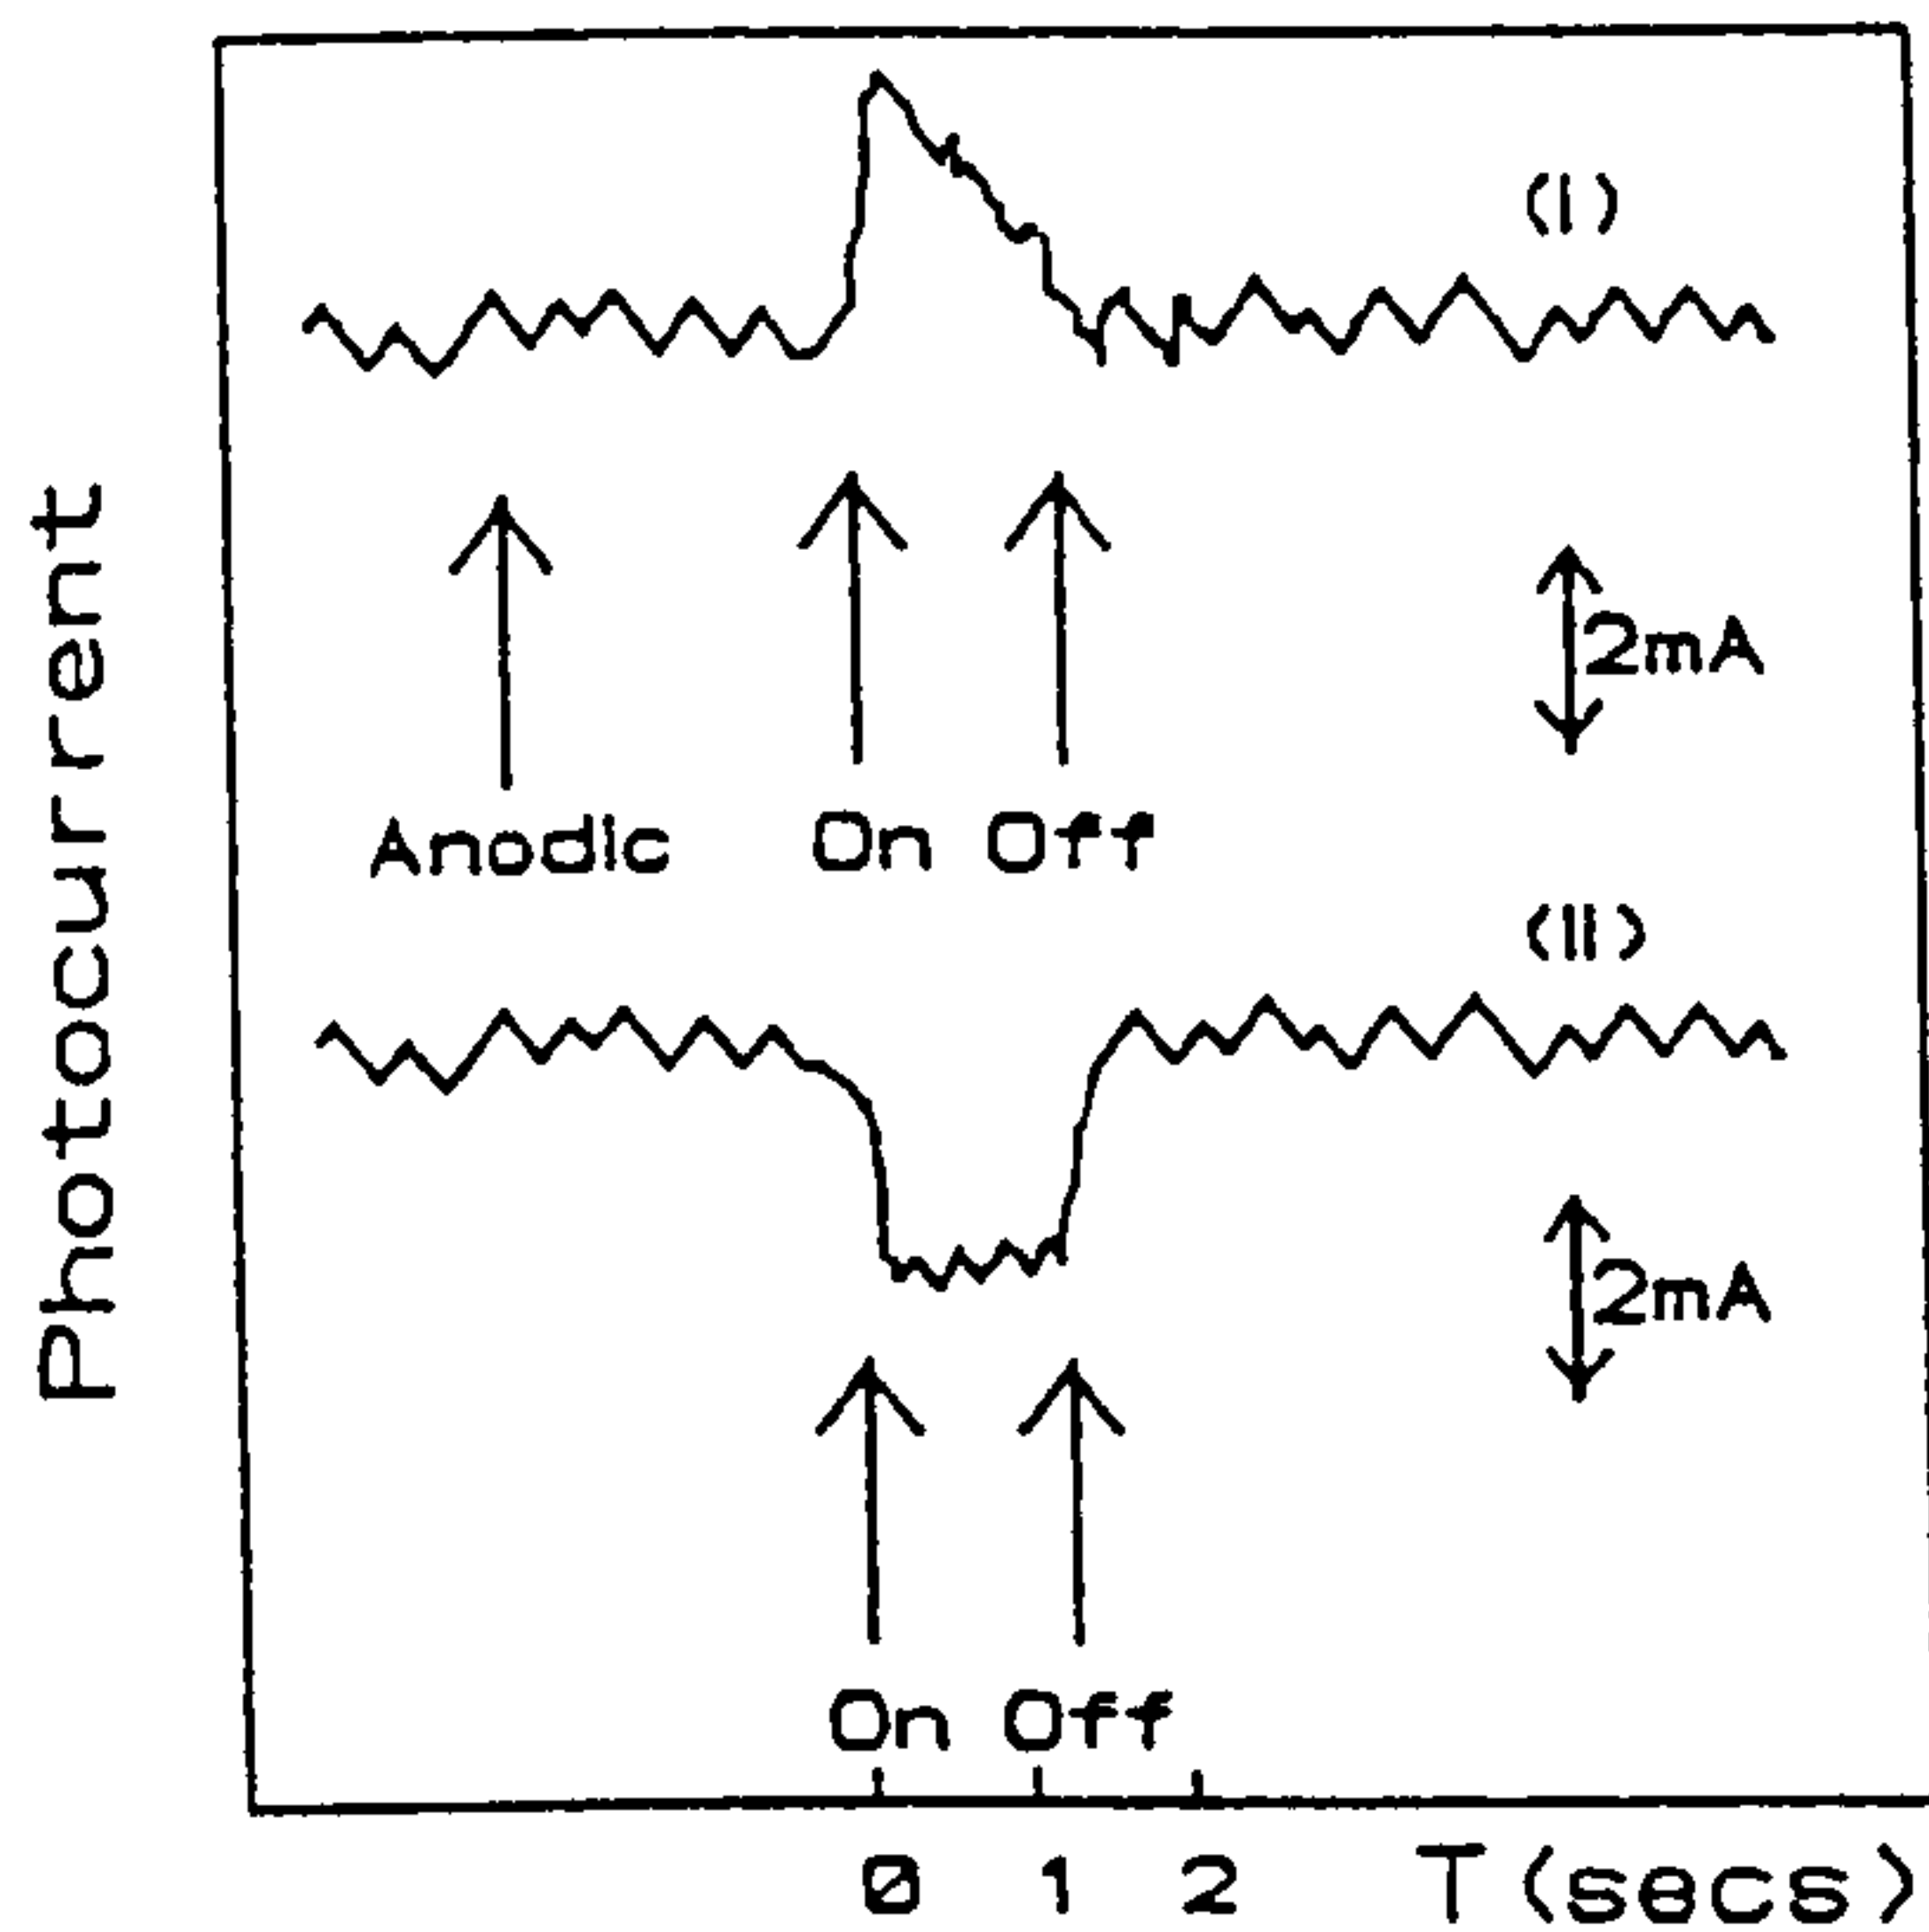 Photocurrent
(I)
2mA
Anodic On Off
(II)
2mA
On Off
0 1 2 T(secs)